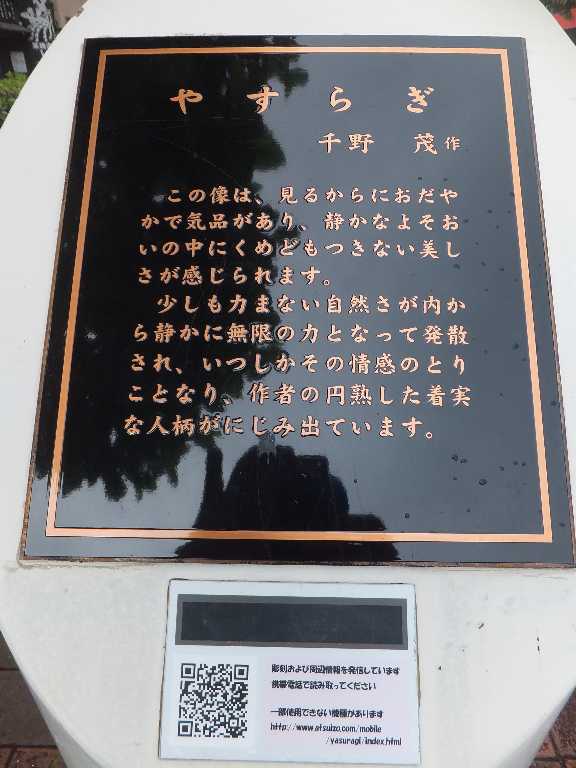 やすらぎ
千野 茂 作
この像は、見るからにおだや
かで気品があり、静かなよそお
いの中にくめどもつきない美し
さが感じられます。
少しも力まない自然さが内か
ら静かに無限の力となって発散
され、いつしかその情感のとり
ことなり、作者の円熟した着実
な人柄がにじみ出ています。
彫刻および周辺情報を発信しています
携帯電話で読み取ってください
一部使用できない機種があります
http://www.atsuizo.com/mobile
/yasuragi/index.html